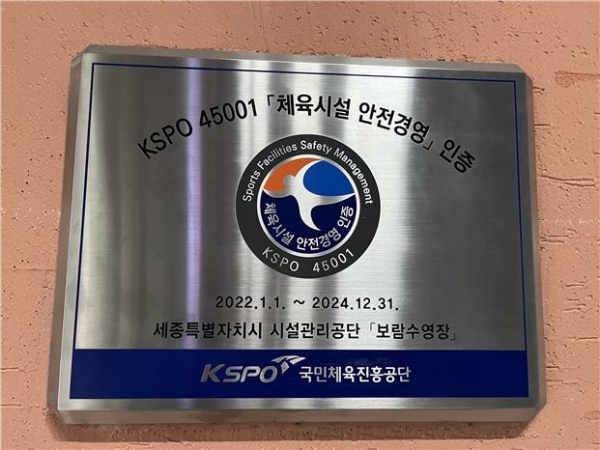 KSPO 45001 「체육시설 안전경영」 인증
Sports Facilities Safety Management
체육시설 안전경영 인증
KSPO 45001
2022.1.1. ~ 2024.12.31.
세종특별자치시 시설관리공단 「보람수영장」
KSPO 국민체육진흥공단